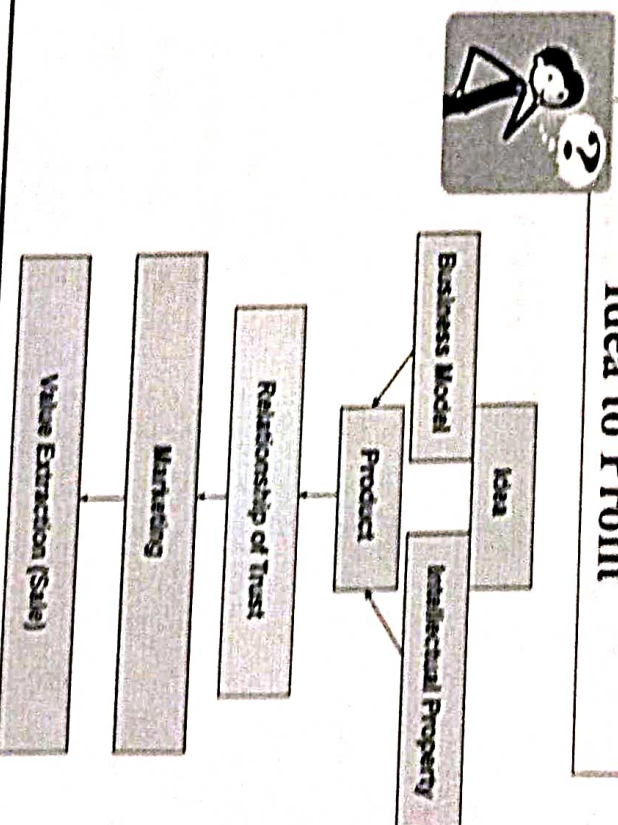 Idea to Profit
?
Idea
Business Model
Intellectual Property
Product
Relationship of Trust
Marketing
Value Extraction (Sale)